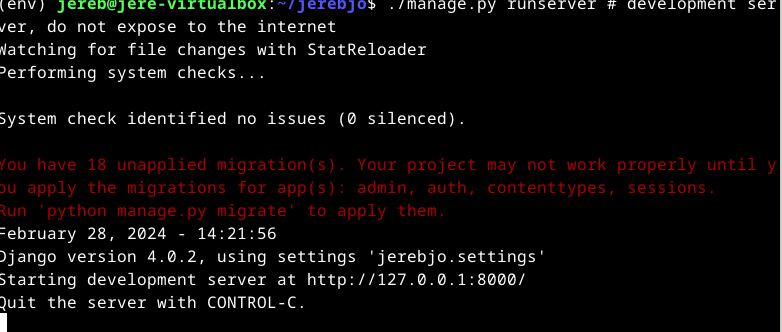 (env) jereb@jere-virtualbox:~/jerebjo$ ./manage.py runserver # development ser
ver, do not expose to the internet
Watching for file changes with StatReloader
Performing system checks...
System check identified no issues (0 silenced).
You have 18 unapplied migration(s). Your project may not work properly until y
ou apply the migrations for app(s): admin, auth, contenttypes, sessions.
Run 'python manage.py migrate' to apply them.
February 28, 2024 - 14:21:56
Django version 4.0.2, using settings 'jerebjo.settings'
Starting development server at http://127.0.0.1:8000/
Quit the server with CONTROL-C.